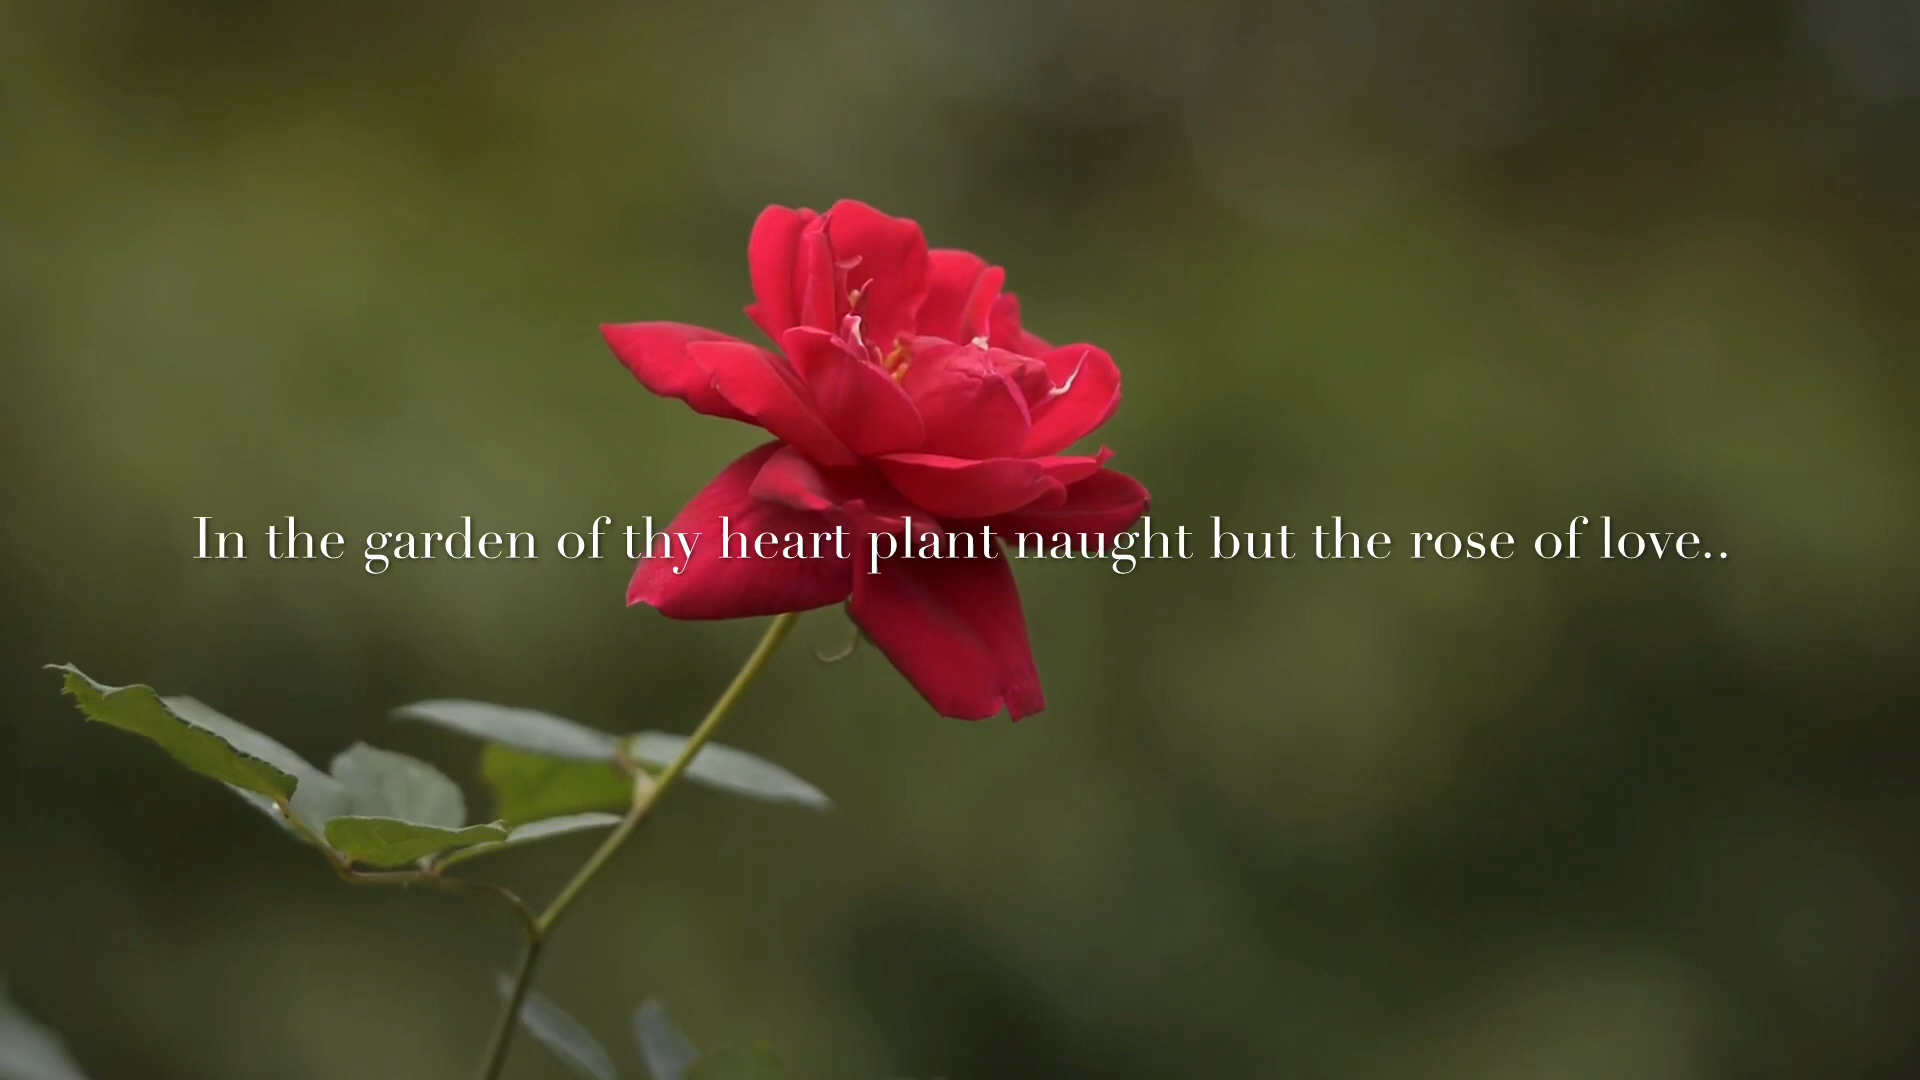 In the garden of thy heart plant naught but the rose of love..